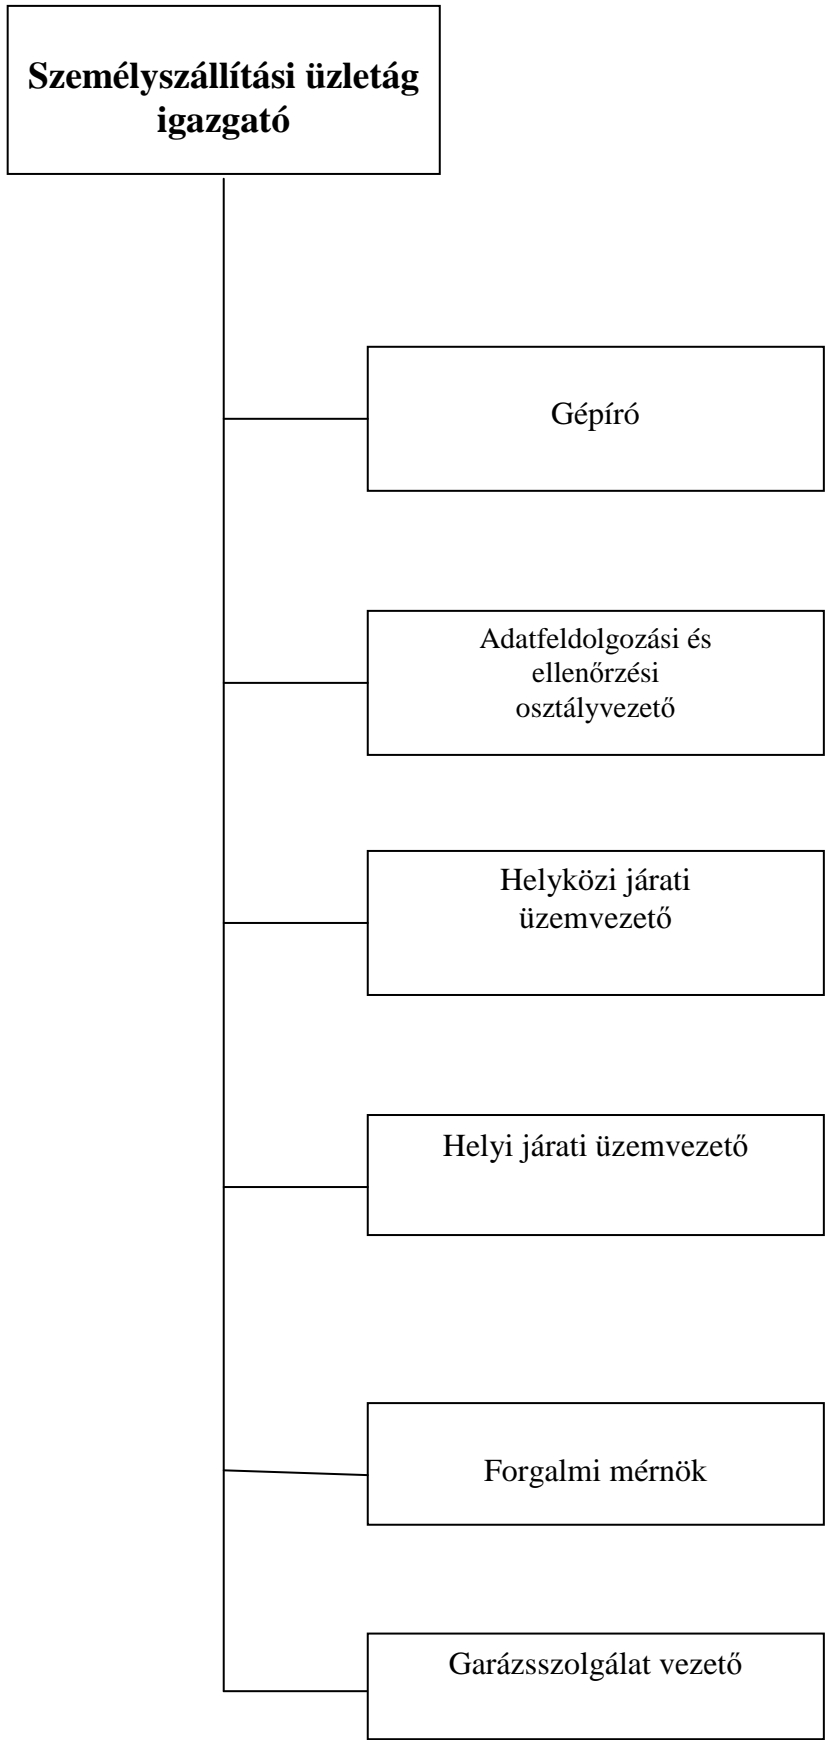 Személyszállítási üzletág
igazgató
Gépíró
Adatfeldolgozási és
ellenőrzési
osztályvezető
Helyközi járati
üzemvezető
Helyi járati üzemvezető
Forgalmi mérnök
Garázsszolgálat vezető